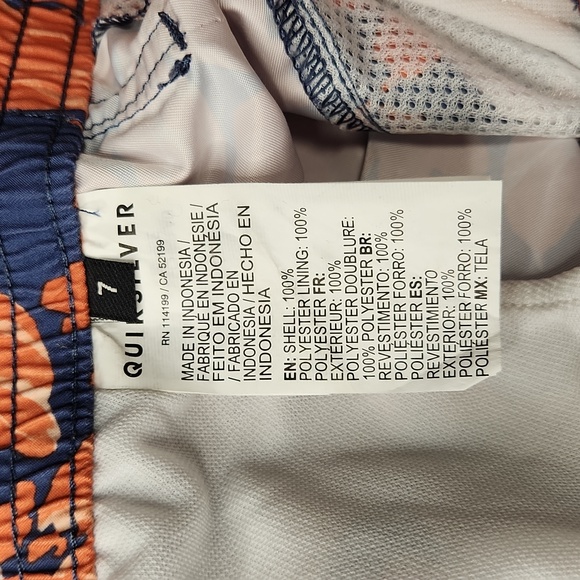 7
QUIKSILVER
RN 114199 / CA 52199
MADE IN INDONESIA /
FABRIQUÉ EN INDONESIE /
FEITO EM INDONÉSIA
/ FABRICADO EN
INDONESIA / HECHO EN
INDONESIA
EN: SHELL: 100%
POLYESTER LINING: 100%
POLYESTER FR:
EXTÉRIEUR: 100%
POLYESTER DOUBLURE:
100% POLYESTER BR:
REVESTIMENTO: 100%
POLIÉSTER FORRO: 100%
POLIÉSTER ES:
REVESTIMIENTO
EXTERIOR: 100%
POLIÉSTER FORRO: 100%
POLIÉSTER MX: TELA